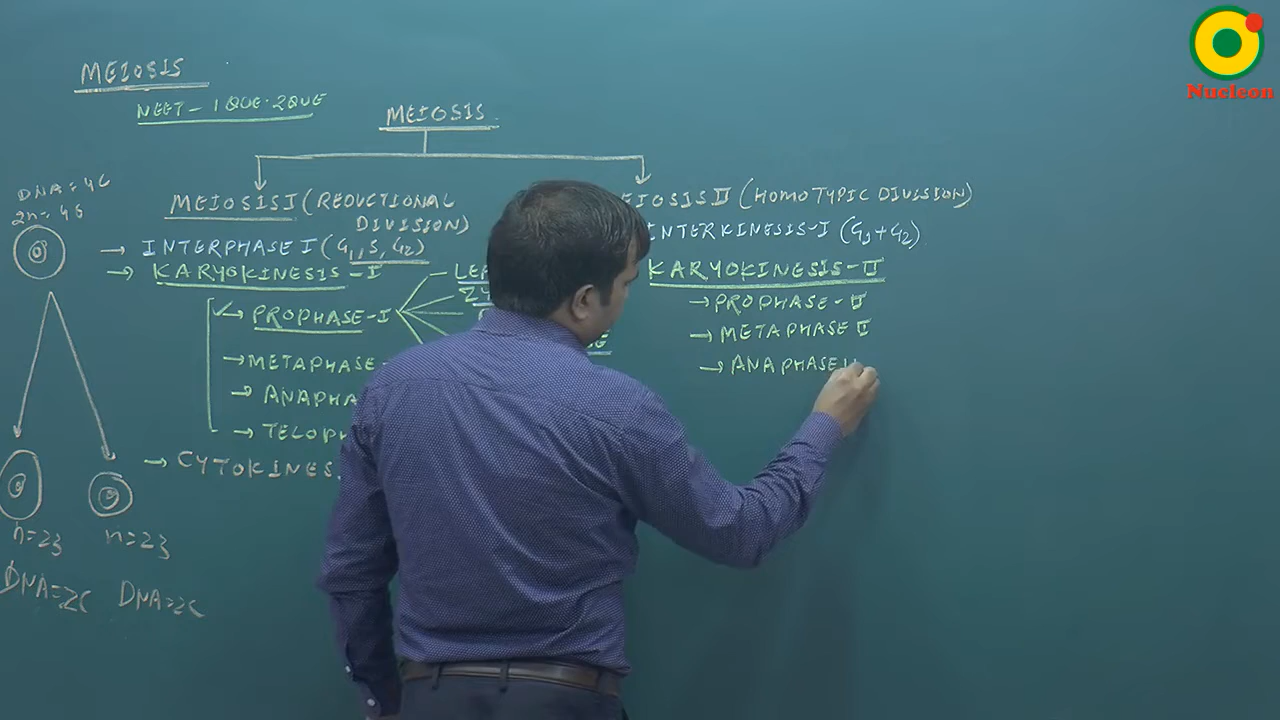 MEIOSIS
NEET - 1 QUE - 2 QUE
MEIOSIS
DNA = 4C
2n = 46
MEIOSIS I (REDUCTIONAL
DIVISION)
→ INTERPHASE I (G1, S, G2)
→ KARYOKINESIS - I
→ PROPHASE - I
→ METAPHASE -
→ ANAPHA
→ TELOPH
→ CYTOKINES
n=23
n=23
DNA=2C
DNA=2C
EIOSIS II (HOMOTYPIC DIVISION)
INTERKINESIS - I (G1 + G2)
KARYOKINESIS - II
→ PROPHASE - II
→ METAPHASE II
→ ANAPHASE
Nucleon